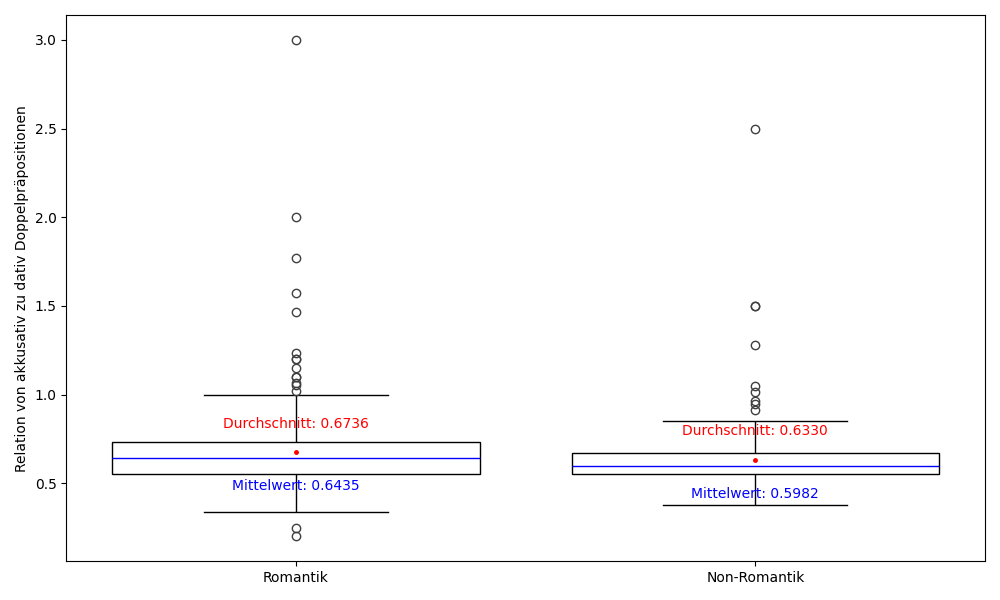 Relation von akkusativ zu dativ Doppelpräpositionen
3.0
2.5
2.0
1.5
1.0
0.5
Durchschnitt: 0.6736
Mittelwert: 0.6435
Durchschnitt: 0.6330
Mittelwert: 0.5982
Romantik
Non-Romantik